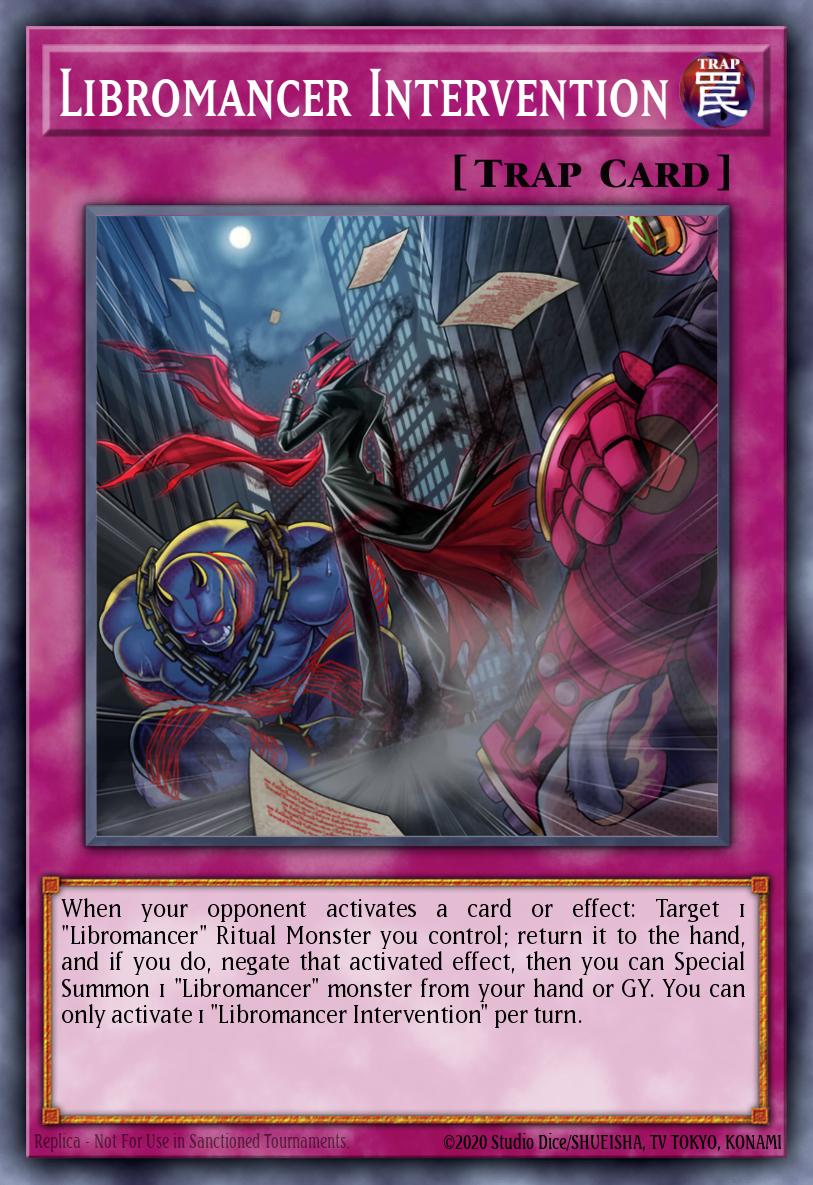 Libromancer Intervention
TRAP
罠
[Trap Card]
When your opponent activates a card or effect: Target 1
"Libromancer" Ritual Monster you control; return it to the hand,
and if you do, negate that activated effect, then you can Special
Summon 1 "Libromancer" monster from your hand or GY. You can
only activate 1 "Libromancer Intervention" per turn.
Replica - Not For Use in Sanctioned Tournaments.
©2020 Studio Dice/SHUEISHA, TV TOKYO, KONAMI